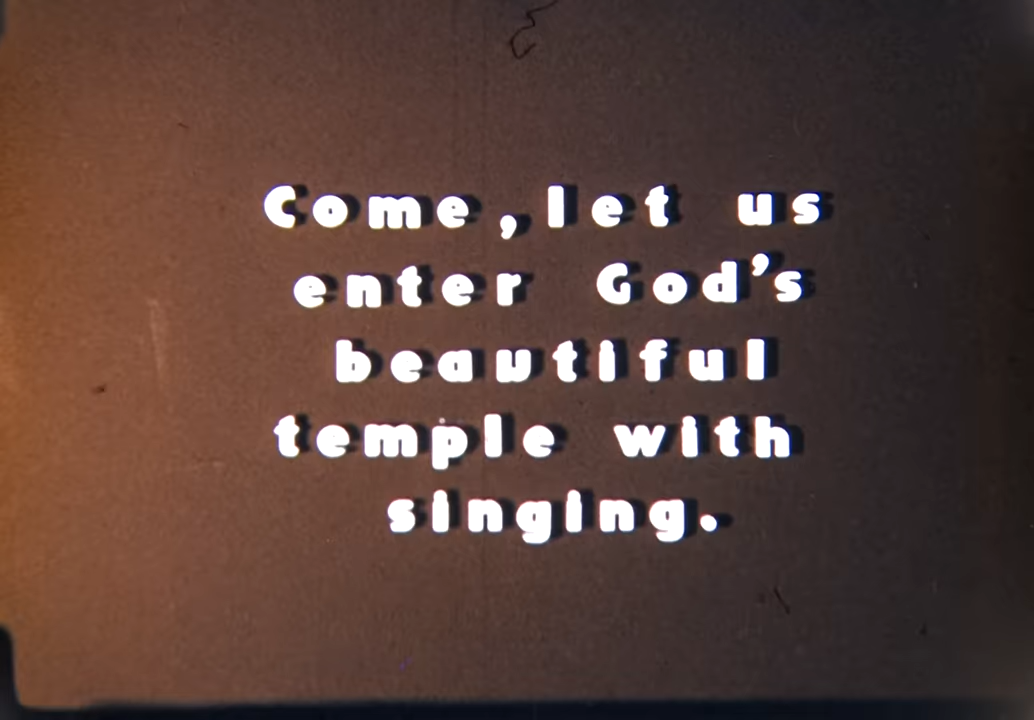 Come, let us
enter God's
beautiful
temple with
singing.